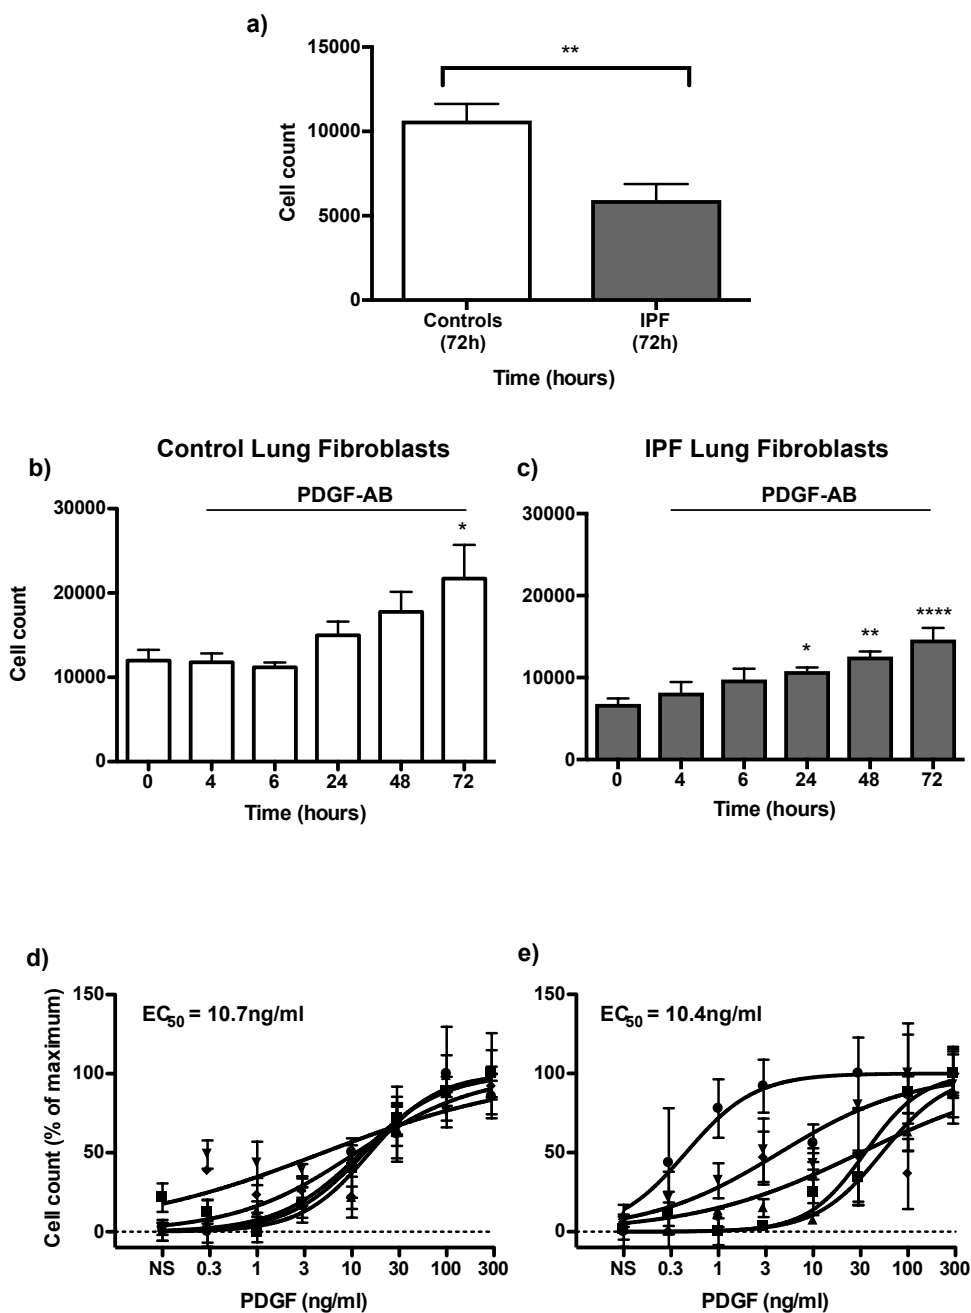 a)
15000
10000
5000
0
Cell count
**
Controls
(72h)
IPF
(72h)
Time (hours)
b)
Control Lung Fibroblasts
PDGF-AB
30000
20000
10000
0
Cell count
*
0 4 6 24 48 72
Time (hours)
c)
IPF Lung Fibroblasts
PDGF-AB
30000
20000
10000
0
*
**
****
0 4 6 24 48 72
Time (hours)
d)
150
100
50
0
Cell count (% of maximum)
EC50 = 10.7ng/ml
NS 0.3 1 3 10 30 100 300
PDGF (ng/ml)
e)
150
100
50
0
EC50 = 10.4ng/ml
NS 0.3 1 3 10 30 100 300
PDGF (ng/ml)